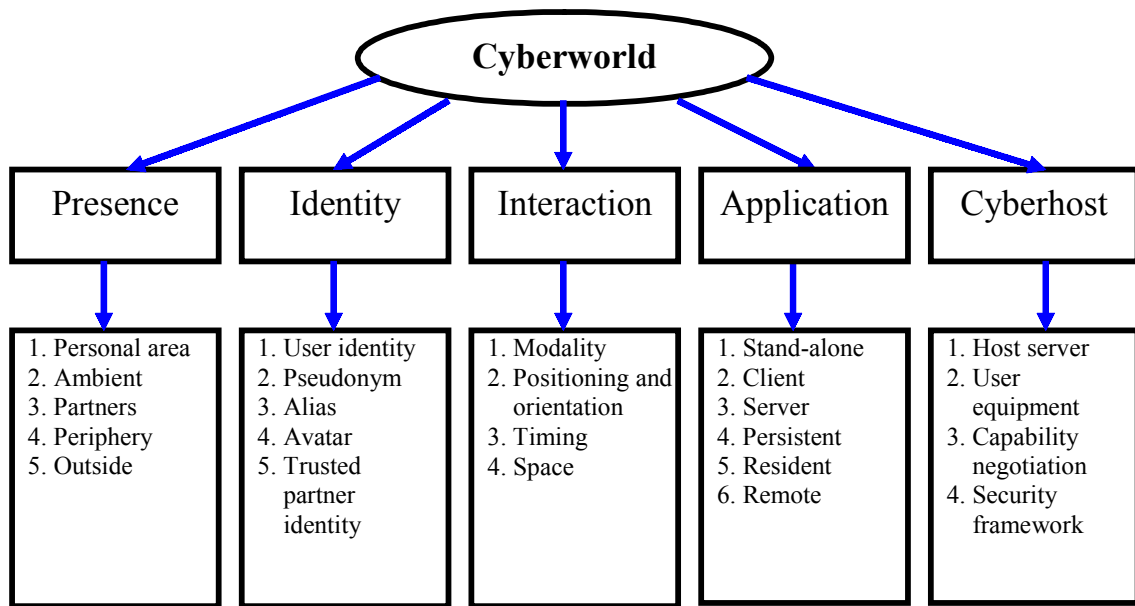 Cyberworld
Presence
Identity
Interaction
Application
Cyberhost
1. Personal area
2. Ambient
3. Partners
4. Periphery
5. Outside
1. User identity
2. Pseudonym
3. Alias
4. Avatar
5. Trusted
partner
identity
1. Modality
2. Positioning and
orientation
3. Timing
4. Space
1. Stand-alone
2. Client
3. Server
4. Persistent
5. Resident
6. Remote
1. Host server
2. User
equipment
3. Capability
negotiation
4. Security
framework